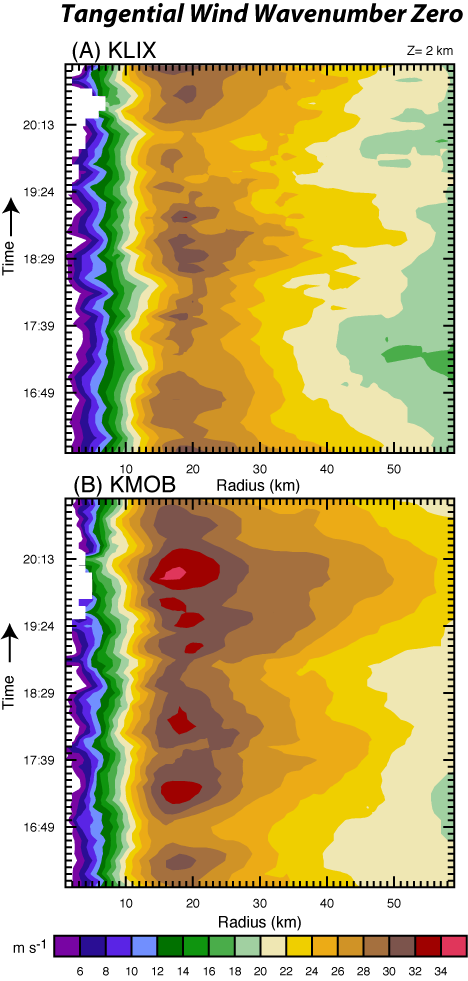 Tangential Wind Wavenumber Zero
(A) KLIX
Z= 2 km
20:13
19:24
18:29
17:39
16:49
Time
10 20 30 40 50
Radius (km)
(B) KMOB
20:13
19:24
18:29
17:39
16:49
Time
10 20 30 40 50
Radius (km)
m s-1
6 8 10 12 14 16 18 20 22 24 26 28 30 32 34